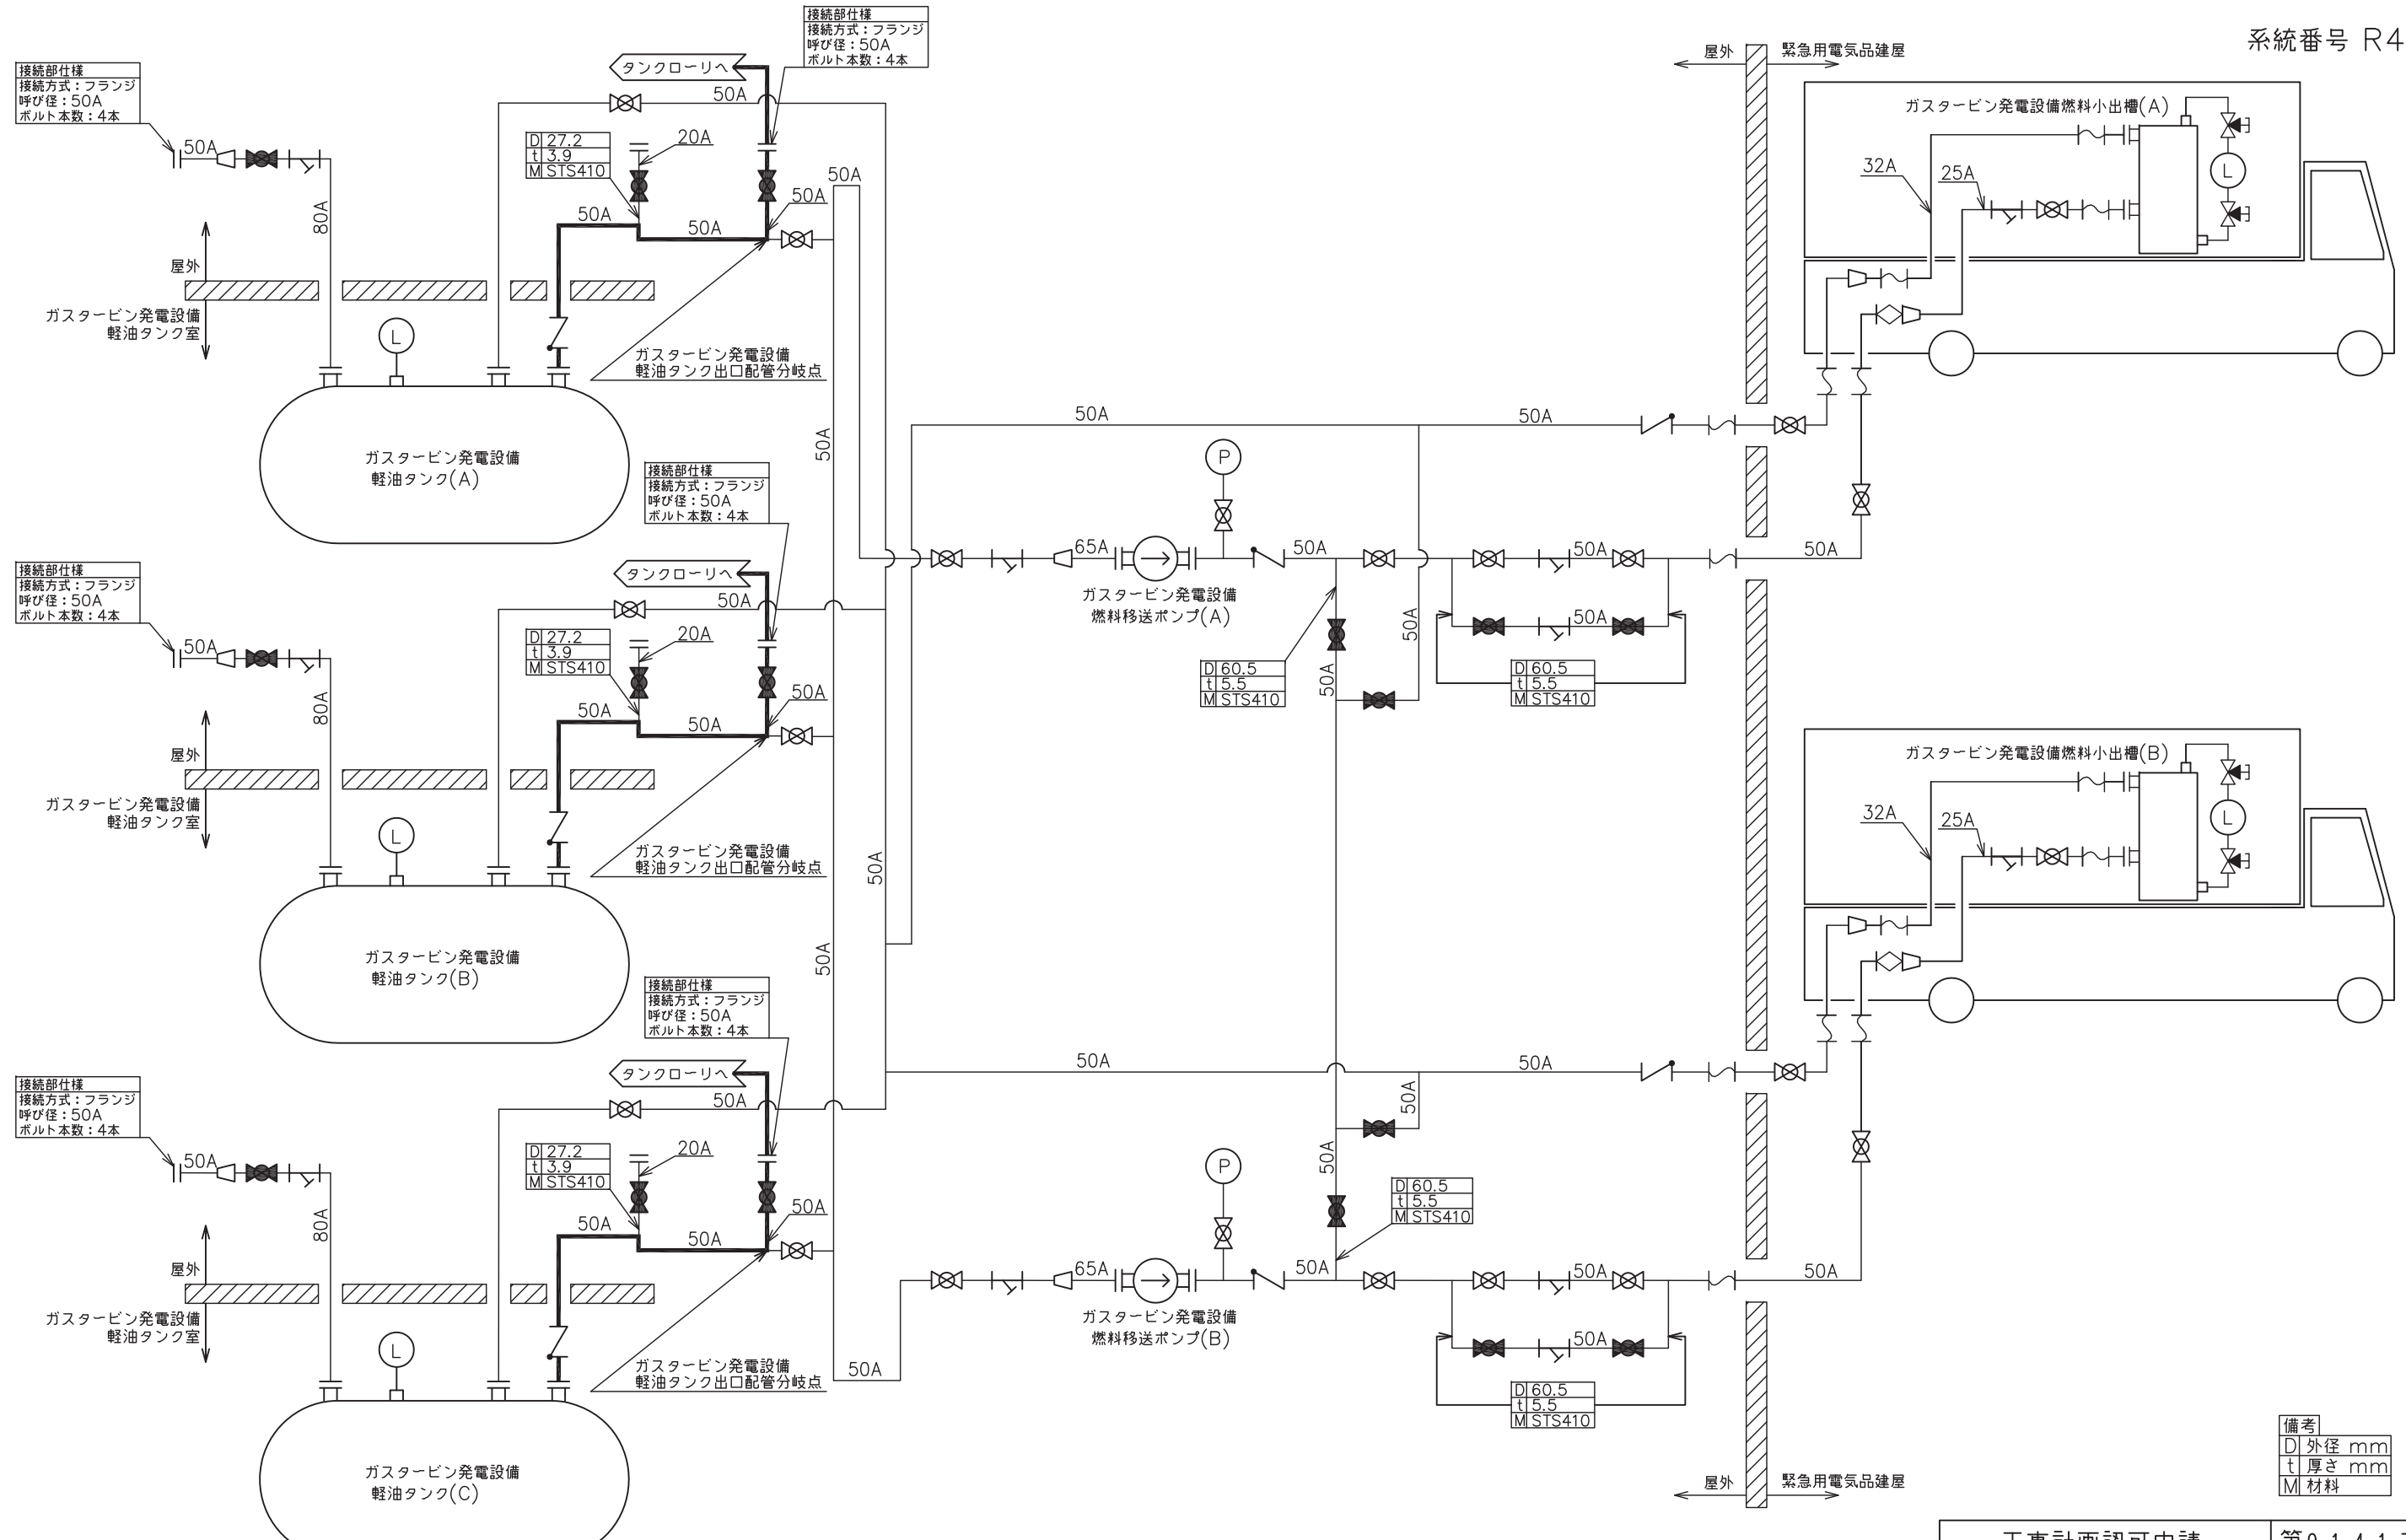 系統番号 R4
接続部仕様
接続方式：フランジ
呼び径：50A
ボルト本数：4本
タンクローリへ
50A
接続部仕様
接続方式：フランジ
呼び径：50A
ボルト本数：4本
50A
80A
D 27.2
t 3.9
M STS410
20A
50A
50A
50A
50A
屋外
ガスタービン発電設備
軽油タンク室
L
ガスタービン発電設備
軽油タンク出口配管分岐点
ガスタービン発電設備
軽油タンク(A)
50A
接続部仕様
接続方式：フランジ
呼び径：50A
ボルト本数：4本
タンクローリへ
50A
接続部仕様
接続方式：フランジ
呼び径：50A
ボルト本数：4本
50A
80A
D 27.2
t 3.9
M STS410
20A
50A
50A
50A
屋外
ガスタービン発電設備
軽油タンク室
L
ガスタービン発電設備
軽油タンク出口配管分岐点
50A
ガスタービン発電設備
軽油タンク(B)
50A
接続部仕様
接続方式：フランジ
呼び径：50A
ボルト本数：4本
タンクローリへ
50A
接続部仕様
接続方式：フランジ
呼び径：50A
ボルト本数：4本
50A
80A
D 27.2
t 3.9
M STS410
20A
50A
50A
50A
屋外
ガスタービン発電設備
軽油タンク室
L
ガスタービン発電設備
軽油タンク出口配管分岐点
50A
ガスタービン発電設備
軽油タンク(C)
屋外
緊急用電気品建屋
ガスタービン発電設備燃料小出槽(A)
32A
25A
L
50A
50A
P
65A
50A
50A
50A
ガスタービン発電設備
燃料移送ポンプ(A)
50A
50A
D 60.5
t 5.5
M STS410
50A
D 60.5
t 5.5
M STS410
ガスタービン発電設備燃料小出槽(B)
32A
25A
L
50A
50A
50A
50A
P
D 60.5
t 5.5
M STS410
65A
50A
50A
50A
ガスタービン発電設備
燃料移送ポンプ(B)
50A
D 60.5
t 5.5
M STS410
屋外
緊急用電気品建屋
備考
D 外径 mm
t 厚さ mm
M 材料